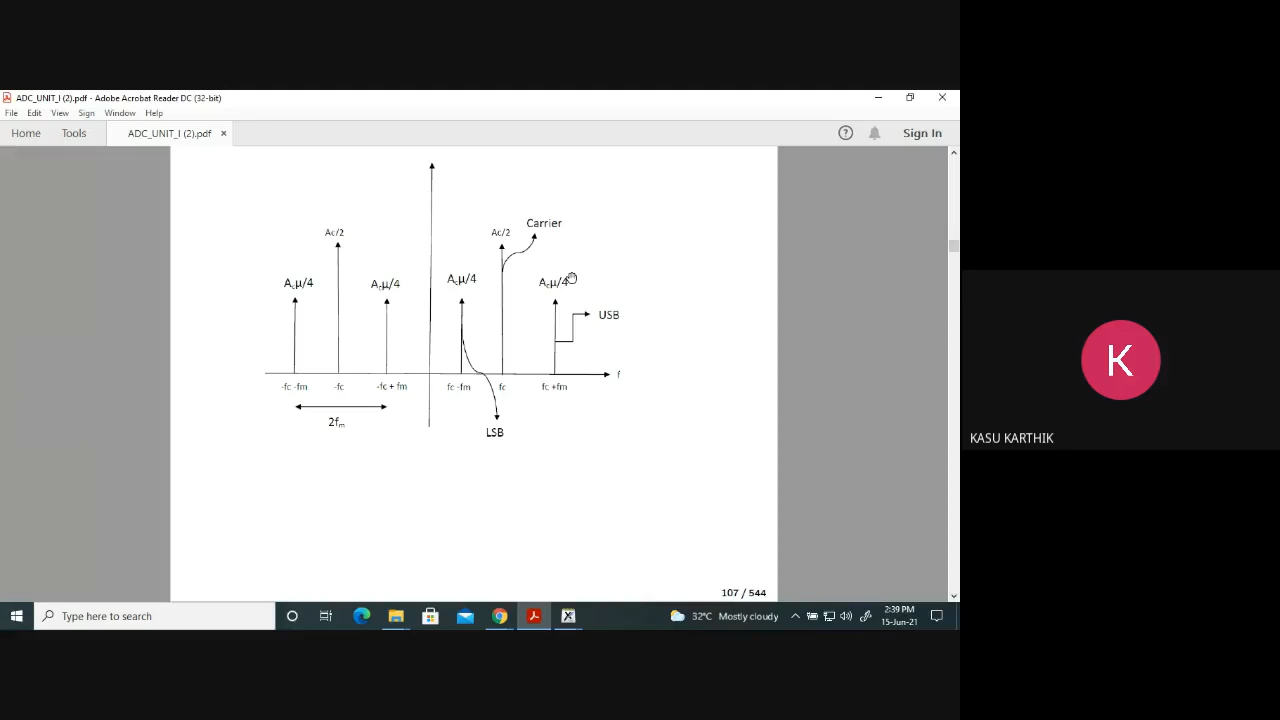 ADC_UNIT_I (2).pdf - Adobe Acrobat Reader DC (32-bit)
File Edit View Sign Window Help
Home Tools ADC_UNIT_I (2).pdf × Sign In
Carrier
Ac/2 Ac/2
Acμ/4 Acμ/4 Acμ/4 Acμ/4
USB
f
-fc -fm -fc -fc + fm fc -fm fc fc +fm
2fm
LSB
K
KASU KARTHIK
107 / 544
Type here to search
32°C Mostly cloudy
2:39 PM
15-Jun-21